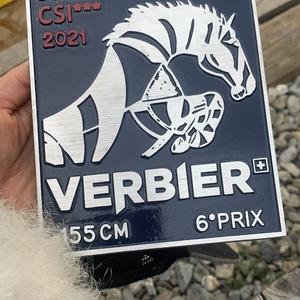 CSI***
2021
VERBIER
155CM 6°PRIX